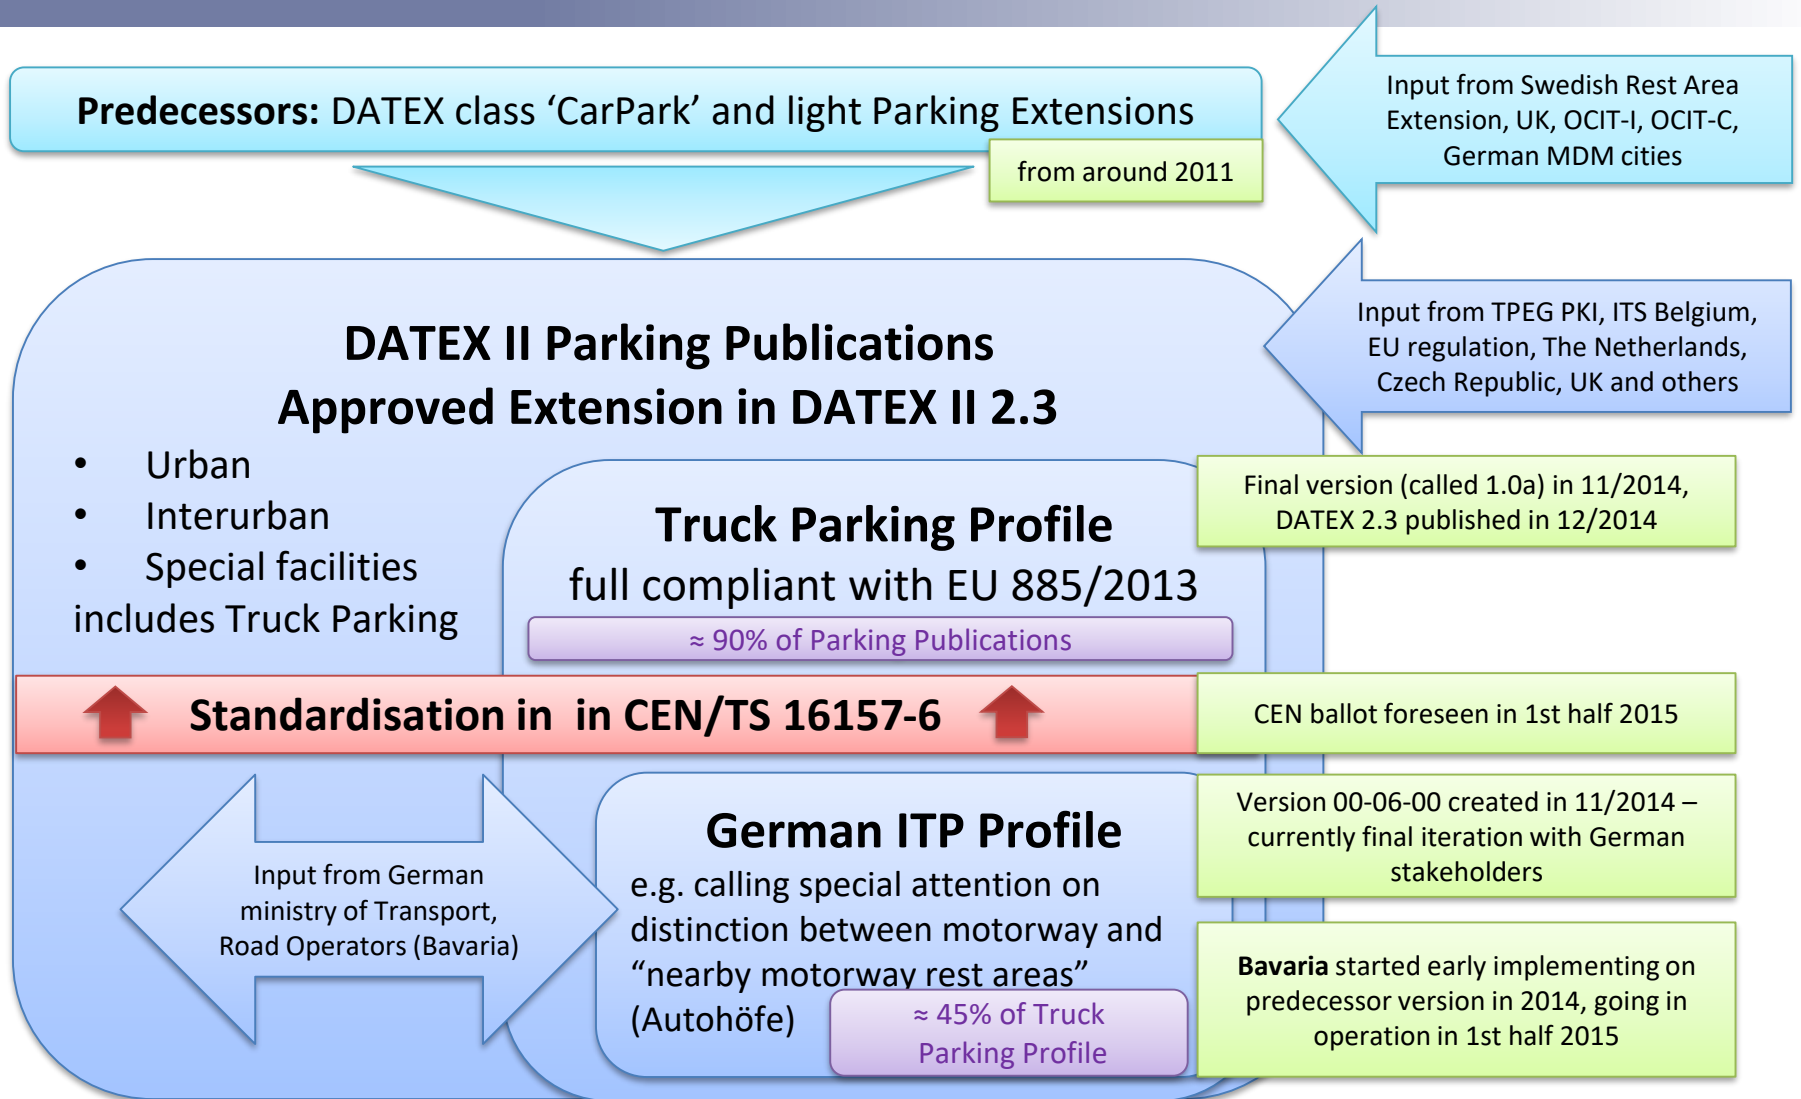 Predecessors: DATEX class ‘CarPark’ and light Parking Extensions
from around 2011
Input from Swedish Rest Area
Extension, UK, OCIT-I, OCIT-C,
German MDM cities
DATEX II Parking Publications
Approved Extension in DATEX II 2.3
Input from TPEG PKI, ITS Belgium,
EU regulation, The Netherlands,
Czech Republic, UK and others
• Urban
• Interurban
• Special facilities
includes Truck Parking
Truck Parking Profile
full compliant with EU 885/2013
≈ 90% of Parking Publications
Final version (called 1.0a) in 11/2014,
DATEX 2.3 published in 12/2014
Standardisation in in CEN/TS 16157-6
CEN ballot foreseen in 1st half 2015
Input from German
ministry of Transport,
Road Operators (Bavaria)
German ITP Profile
e.g. calling special attention on
distinction between motorway and
“nearby motorway rest areas”
(Autohöfe)
≈ 45% of Truck
Parking Profile
Version 00-06-00 created in 11/2014 –
currently final iteration with German
stakeholders
Bavaria started early implementing on
predecessor version in 2014, going in
operation in 1st half 2015